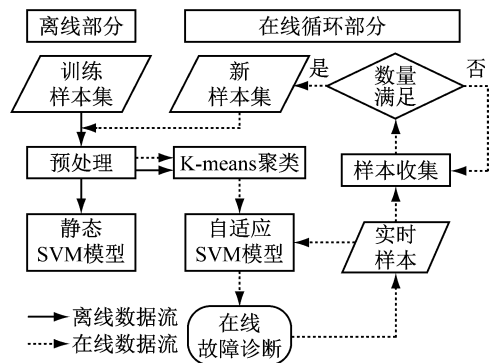 离线部分
在线循环部分
训练
样本集
新
样本集
是
数量
满足
否
预处理
K-means聚类
样本收集
静态
SVM模型
自适应
SVM模型
实时
样本
离线数据流
在线数据流
在线
故障诊断